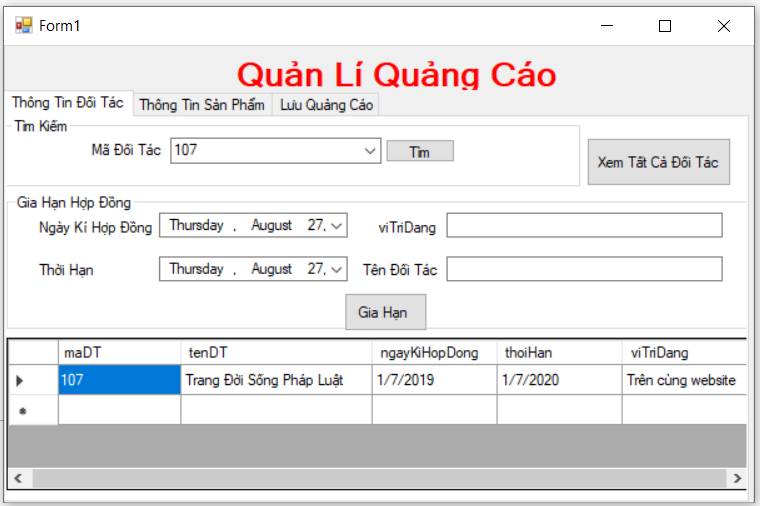 Form1
Quản Lí Quảng Cáo
Thông Tin Đối Tác Thông Tin Sản Phẩm Lưu Quảng Cáo
Tìm Kiếm
Mã Đối Tác 107 Tìm
Xem Tất Cả Đối Tác
Gia Hạn Hợp Đồng
Ngày Kí Hợp Đồng Thursday , August 27, viTriDang
Thời Hạn Thursday , August 27, Tên Đối Tác
Gia Hạn
maDT tenDT ngayKiHopDong thoiHan viTriDang
107 Trang Đời Sống Pháp Luật 1/7/2019 1/7/2020 Trên cùng website